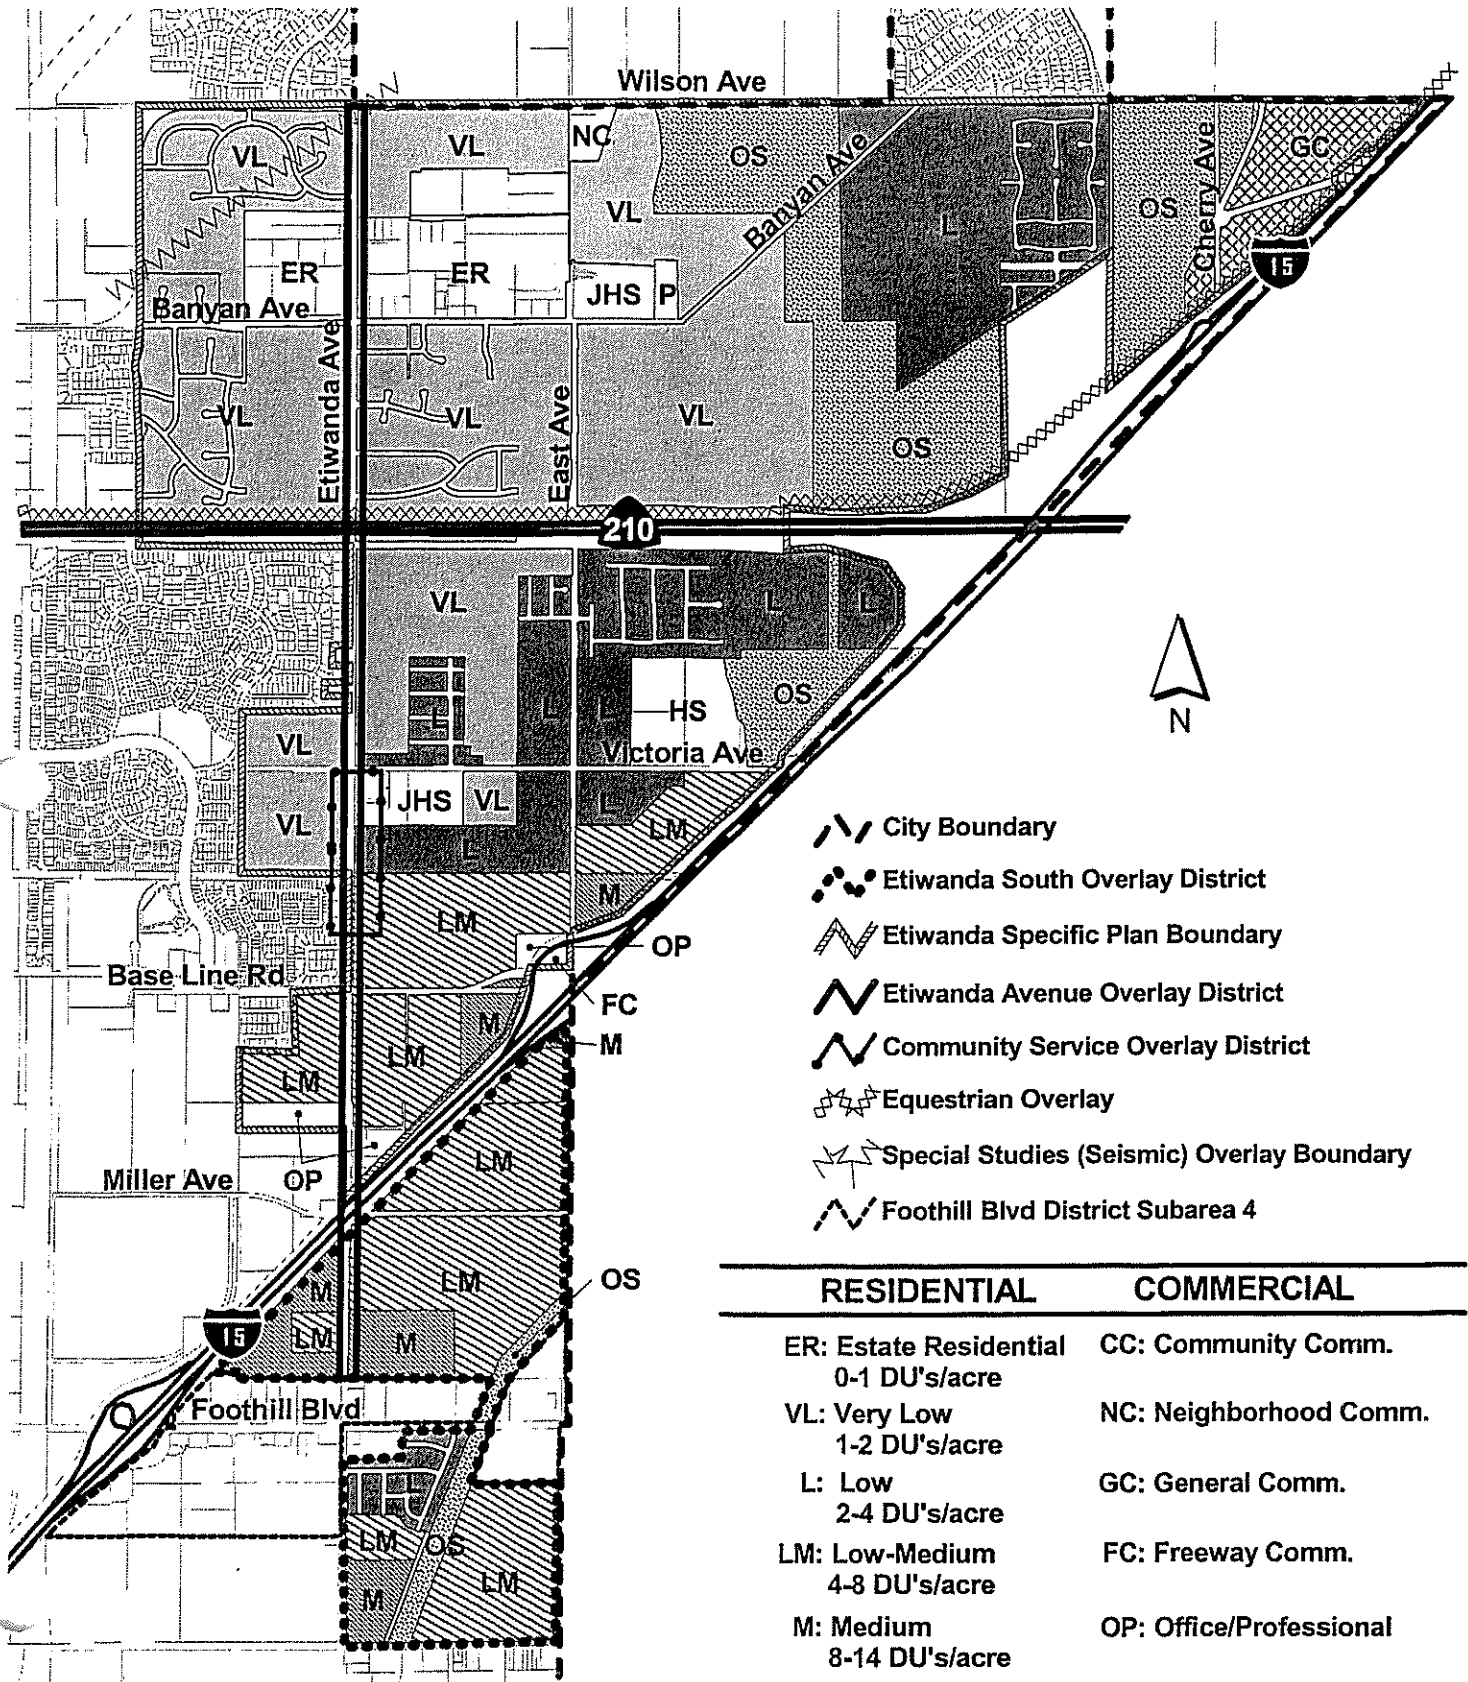 Wilson Ave
NC
VL
VL
OS
GC
Banyan Ave
Cherry Ave
VL
L
OS
15
ER
ER
JHS
P
Banyan Ave
Etiwanda Ave
East Ave
VL
VL
VL
OS
210
VL
L
L
OS
L
L
L
HS
VL
Victoria Ave
JHS
VL
L
VL
LM
L
M
LM
OP
Base Line Rd
FC
M
M
LM
LM
LM
Miller Ave
OP
LM
OS
M
LM
M
15
Foothill Blvd
L
LM
OS
LM
M
N
City Boundary
Etiwanda South Overlay District
Etiwanda Specific Plan Boundary
Etiwanda Avenue Overlay District
Community Service Overlay District
Equestrian Overlay
Special Studies (Seismic) Overlay Boundary
Foothill Blvd District Subarea 4
RESIDENTIAL COMMERCIAL
ER: Estate Residential CC: Community Comm.
0-1 DU's/acre
VL: Very Low NC: Neighborhood Comm.
1-2 DU's/acre
L: Low GC: General Comm.
2-4 DU's/acre
LM: Low-Medium FC: Freeway Comm.
4-8 DU's/acre
M: Medium OP: Office/Professional
8-14 DU's/acre